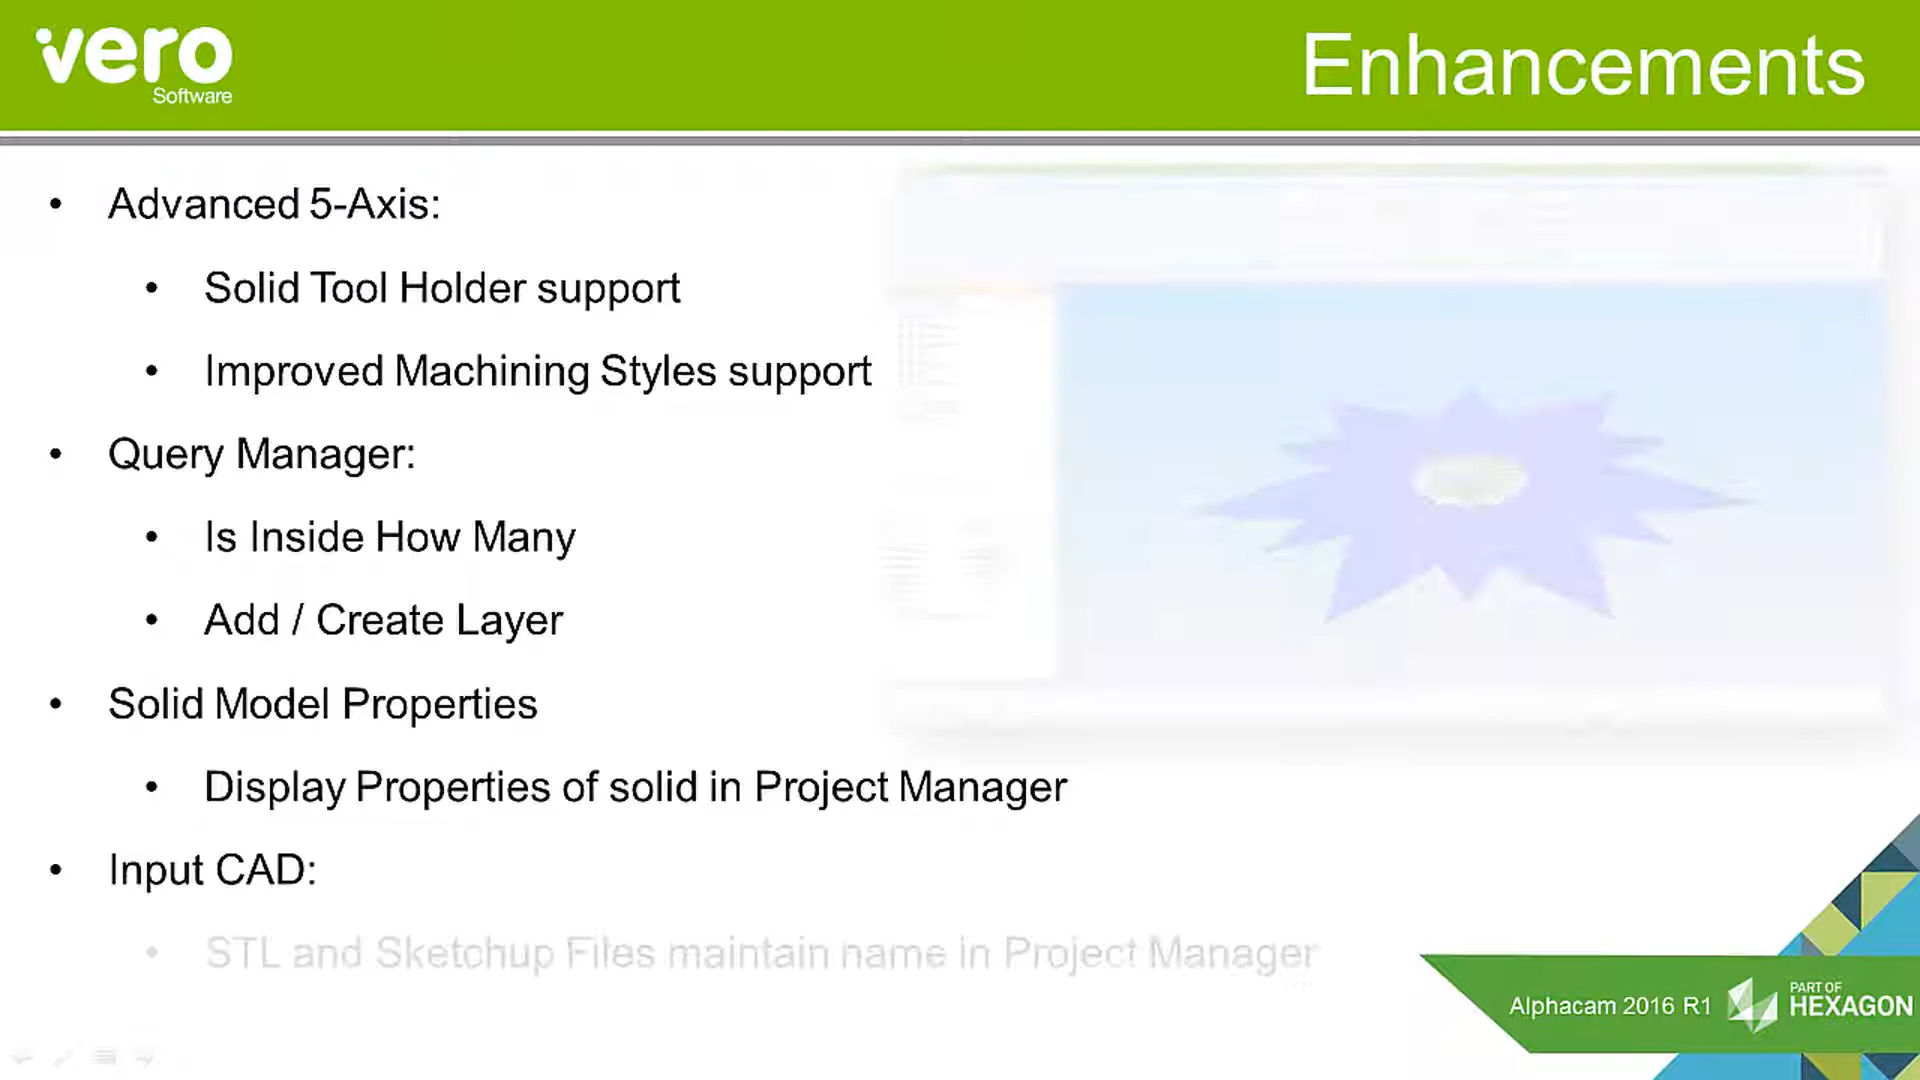 vero
Software
Enhancements
• Advanced 5-Axis:
• Solid Tool Holder support
• Improved Machining Styles support
• Query Manager:
• Is Inside How Many
• Add / Create Layer
• Solid Model Properties
• Display Properties of solid in Project Manager
• Input CAD:
• STL and Sketchup Files maintain name in Project Manager
Alphacam 2016 R1
PART OF
HEXAGON